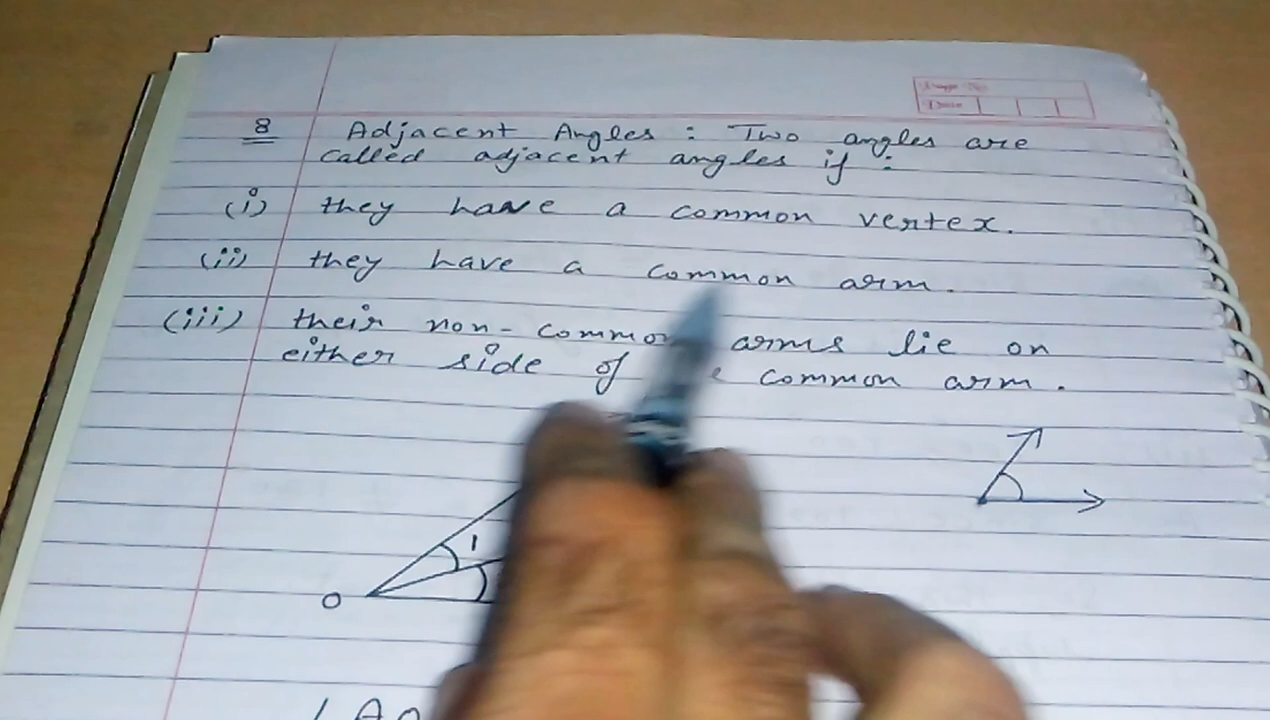 8 Adjacent Angles : Two angles are
called adjacent angles if :
(i) they have a common vertex.
(ii) they have a common arm.
(iii) their non-common arms lie on
either side of common arm.
1
O